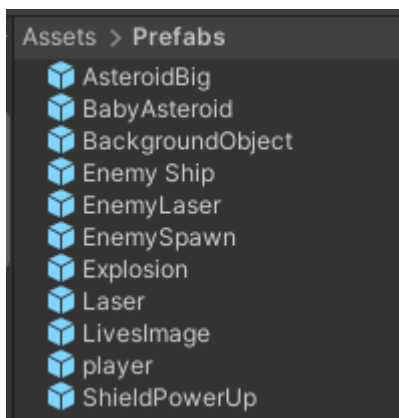 Assets > Prefabs
AsteroidBig
BabyAsteroid
BackgroundObject
Enemy Ship
EnemyLaser
EnemySpawn
Explosion
Laser
LivesImage
player
ShieldPowerUp